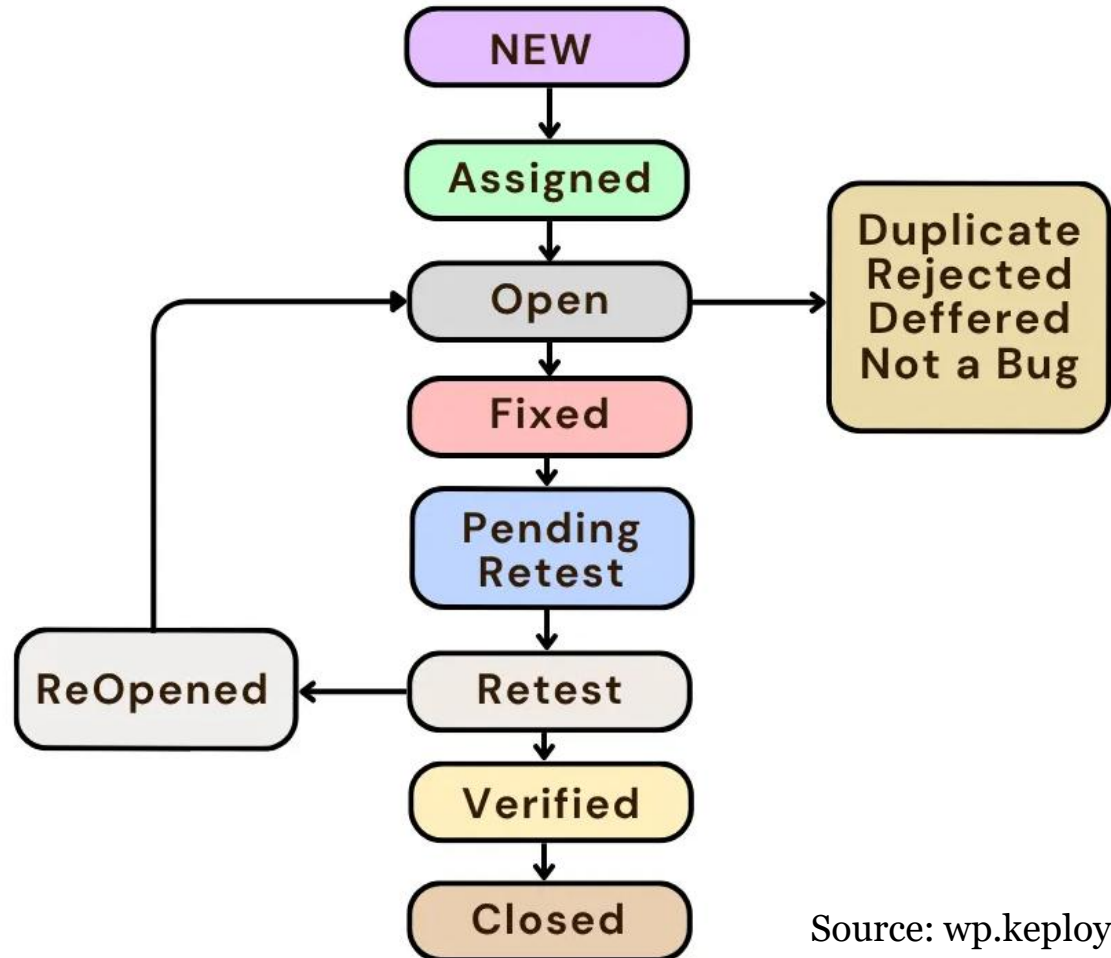 NEW
Assigned
Open
Duplicate
Rejected
Deffered
Not a Bug
Fixed
Pending
Retest
ReOpened
Retest
Verified
Closed
Source: wp.keploy